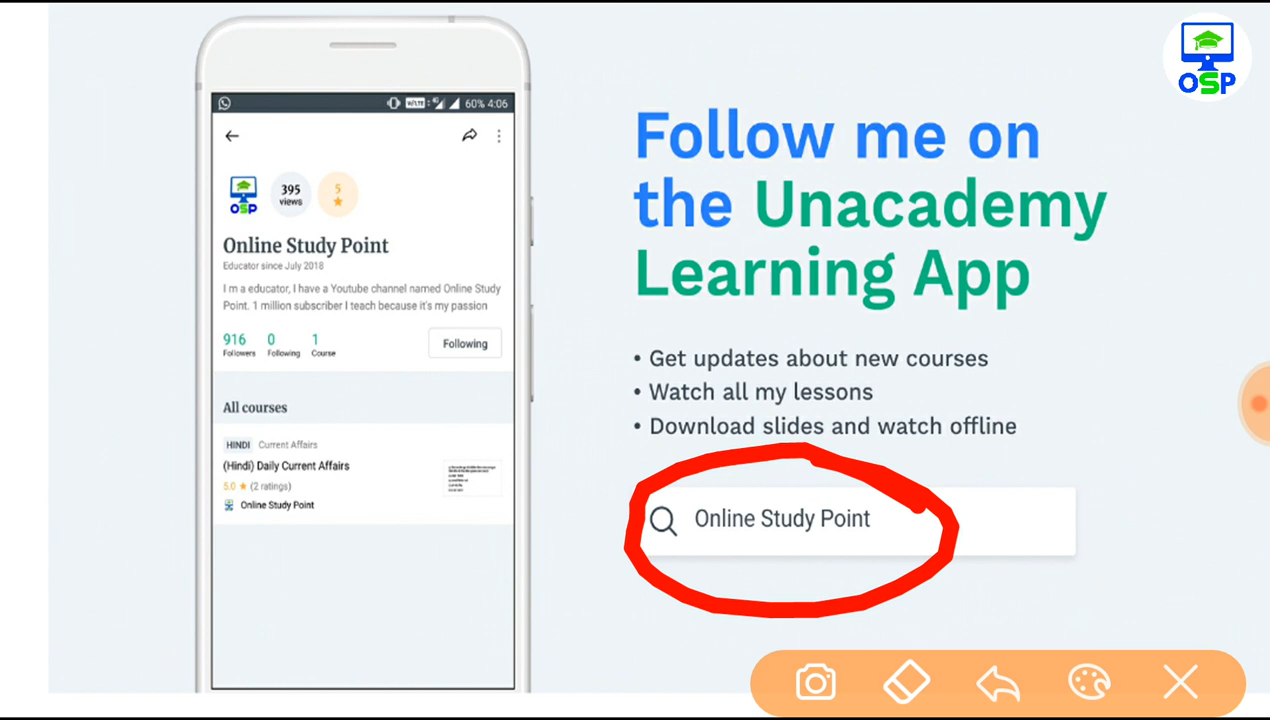 OSP
60% 4:06
OSP
395
views
5
Online Study Point
Educator since July 2018
I m a educator, I have a Youtube channel named Online Study
Point. 1 million subscriber I teach because it's my passion
916
Followers
0
Following
1
Course
Following
All courses
HINDI Current Affairs
(Hindi) Daily Current Affairs
5.0 ★ (2 ratings)
Online Study Point
Follow me on
the Unacademy
Learning App
• Get updates about new courses
• Watch all my lessons
• Download slides and watch offline
Online Study Point